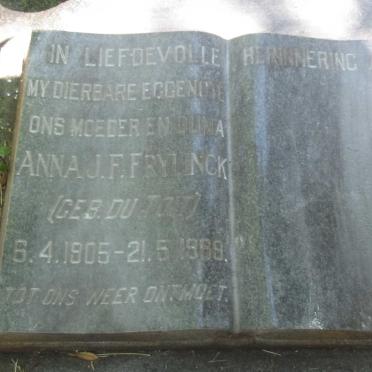 IN LIEFDEVOLLE HERINNERING
MY DIERBARE EGGENOTE
ONS MOEDER EN OUMA
ANNA J.F. FRYLINCK
(GEB. DU TOIT)
6.4.1905 - 21.5.1989.
TOT ONS WEER ONTMOET.